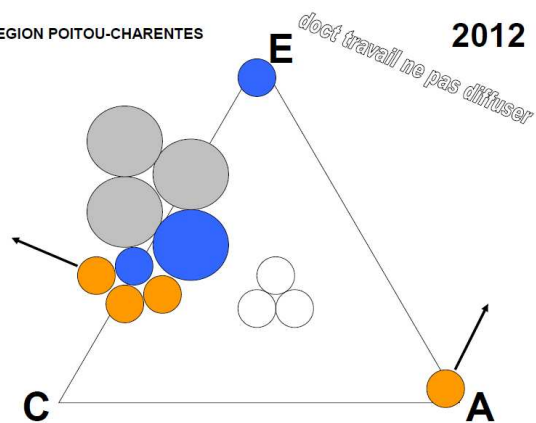 EGION POITOU-CHARENTES
doct travail ne pas diffuser
2012
E
C
A